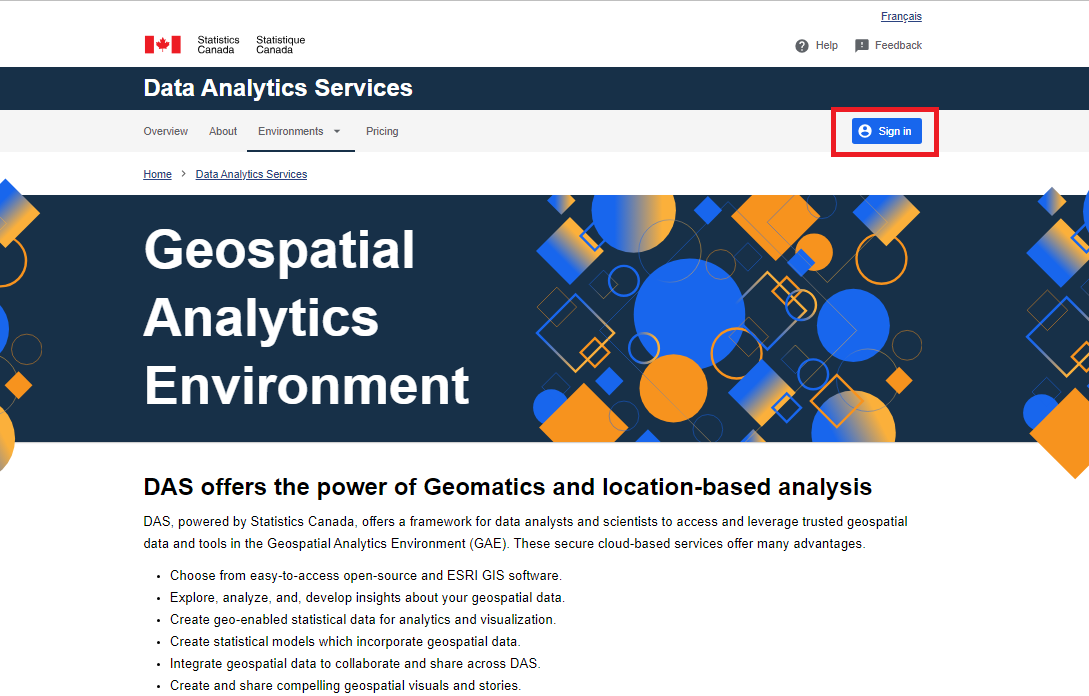 Français
Statistics Canada
Statistique Canada
Help
Feedback
Data Analytics Services
Overview
About
Environments
Pricing
Sign in
Home
Data Analytics Services
Geospatial
Analytics
Environment
DAS offers the power of Geomatics and location-based analysis
DAS, powered by Statistics Canada, offers a framework for data analysts and scientists to access and leverage trusted geospatial
data and tools in the Geospatial Analytics Environment (GAE). These secure cloud-based services offer many advantages.
• Choose from easy-to-access open-source and ESRI GIS software.
• Explore, analyze, and, develop insights about your geospatial data.
• Create geo-enabled statistical data for analytics and visualization.
• Create statistical models which incorporate geospatial data.
• Integrate geospatial data to collaborate and share across DAS.
• Create and share compelling geospatial visuals and stories.